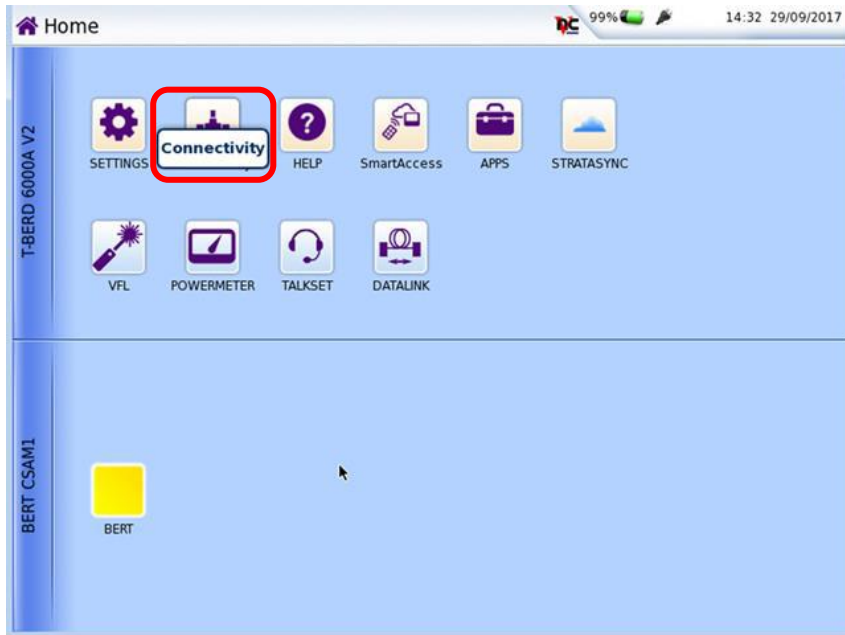 Home
99%
14:32 29/09/2017
T-BERD 6000A V2
SETTINGS
Connectivity
HELP
SmartAccess
APPS
STRATASYNC
VFL
POWERMETER
TALKSET
DATALINK
BERT CSAM1
BERT